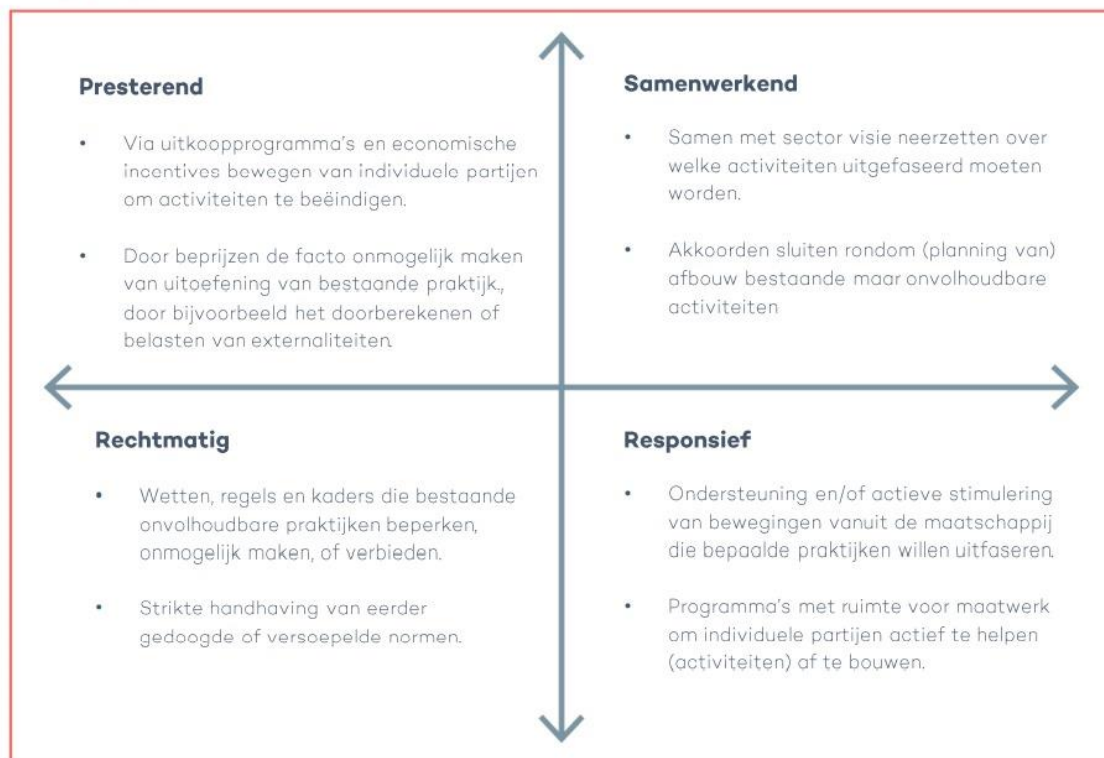 Presterend
• Via uitkoopprogramma's en economische
incentives bewegen van individuele partijen
om activiteiten te beëindigen.
• Door beprijzen de facto onmogelijk maken
van uitoefening van bestaande praktijk.,
door bijvoorbeeld het doorberekenen of
belasten van externaliteiten.
Samenwerkend
• Samen met sector visie neerzetten over
welke activiteiten uitgefaseerd moeten
worden.
• Akkoorden sluiten rondom (planning van)
afbouw bestaande maar onvolhoudbare
activiteiten
Rechtmatig
• Wetten, regels en kaders die bestaande
onvolhoudbare praktijken beperken,
onmogelijk maken, of verbieden.
• Strikte handhaving van eerder
gedoogde of versoepelde normen.
Responsief
• Ondersteuning en/of actieve stimulering
van bewegingen vanuit de maatschappij
die bepaalde praktijken willen uitfaseren.
• Programma's met ruimte voor maatwerk
om individuele partijen actief te helpen
(activiteiten) af te bouwen.